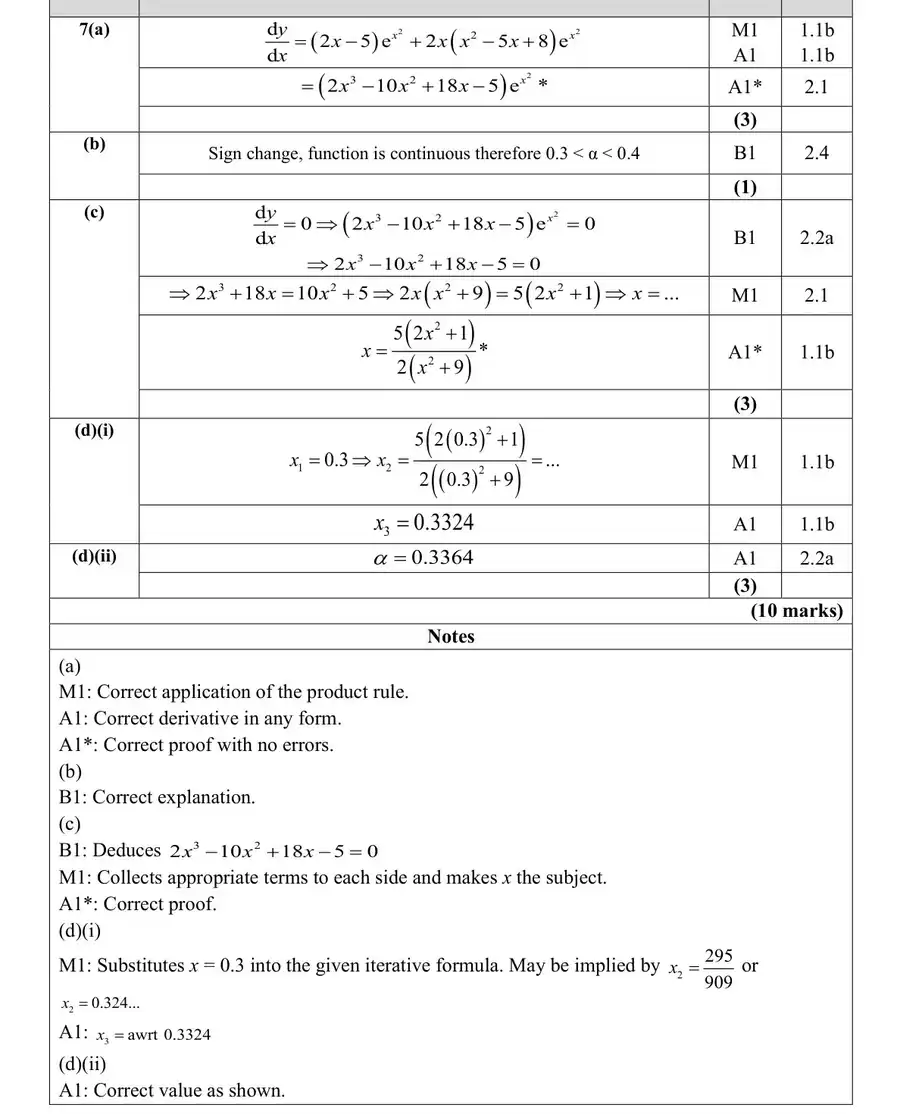 7(a) dy/dx = (2x − 5)e^{x²} + 2x(x² − 5x + 8)e^{x²} M1 A1 1.1b 1.1b
= (2x³ − 10x² + 18x − 5)e^{x²} * A1* 2.1
(3)
(b) Sign change, function is continuous therefore 0.3 < α < 0.4 B1 2.4
(1)
(c) dy/dx = 0 ⇒ (2x³ − 10x² + 18x − 5)e^{x²} = 0
⇒ 2x³ − 10x² + 18x − 5 = 0 B1 2.2a
⇒ 2x³ + 18x = 10x² + 5 ⇒ 2x(x² + 9) = 5(2x² + 1) ⇒ x = ... M1 2.1
x = 5(2x² + 1)/2(x² + 9) * A1* 1.1b
(3)
(d)(i) x₁ = 0.3 ⇒ x₂ = 5(2(0.3)² + 1)/2((0.3)² + 9) = ... M1 1.1b
x₃ = 0.3324 A1 1.1b
(d)(ii) α = 0.3364 A1 2.2a
(3)
(10 marks)
Notes
(a)
M1: Correct application of the product rule.
A1: Correct derivative in any form.
A1*: Correct proof with no errors.
(b)
B1: Correct explanation.
(c)
B1: Deduces 2x³ − 10x² + 18x − 5 = 0
M1: Collects appropriate terms to each side and makes x the subject.
A1*: Correct proof.
(d)(i)
M1: Substitutes x = 0.3 into the given iterative formula. May be implied by x₂ = 295/909 or
x₂ = 0.324...
A1: x₃ = awrt 0.3324
(d)(ii)
A1: Correct value as shown.